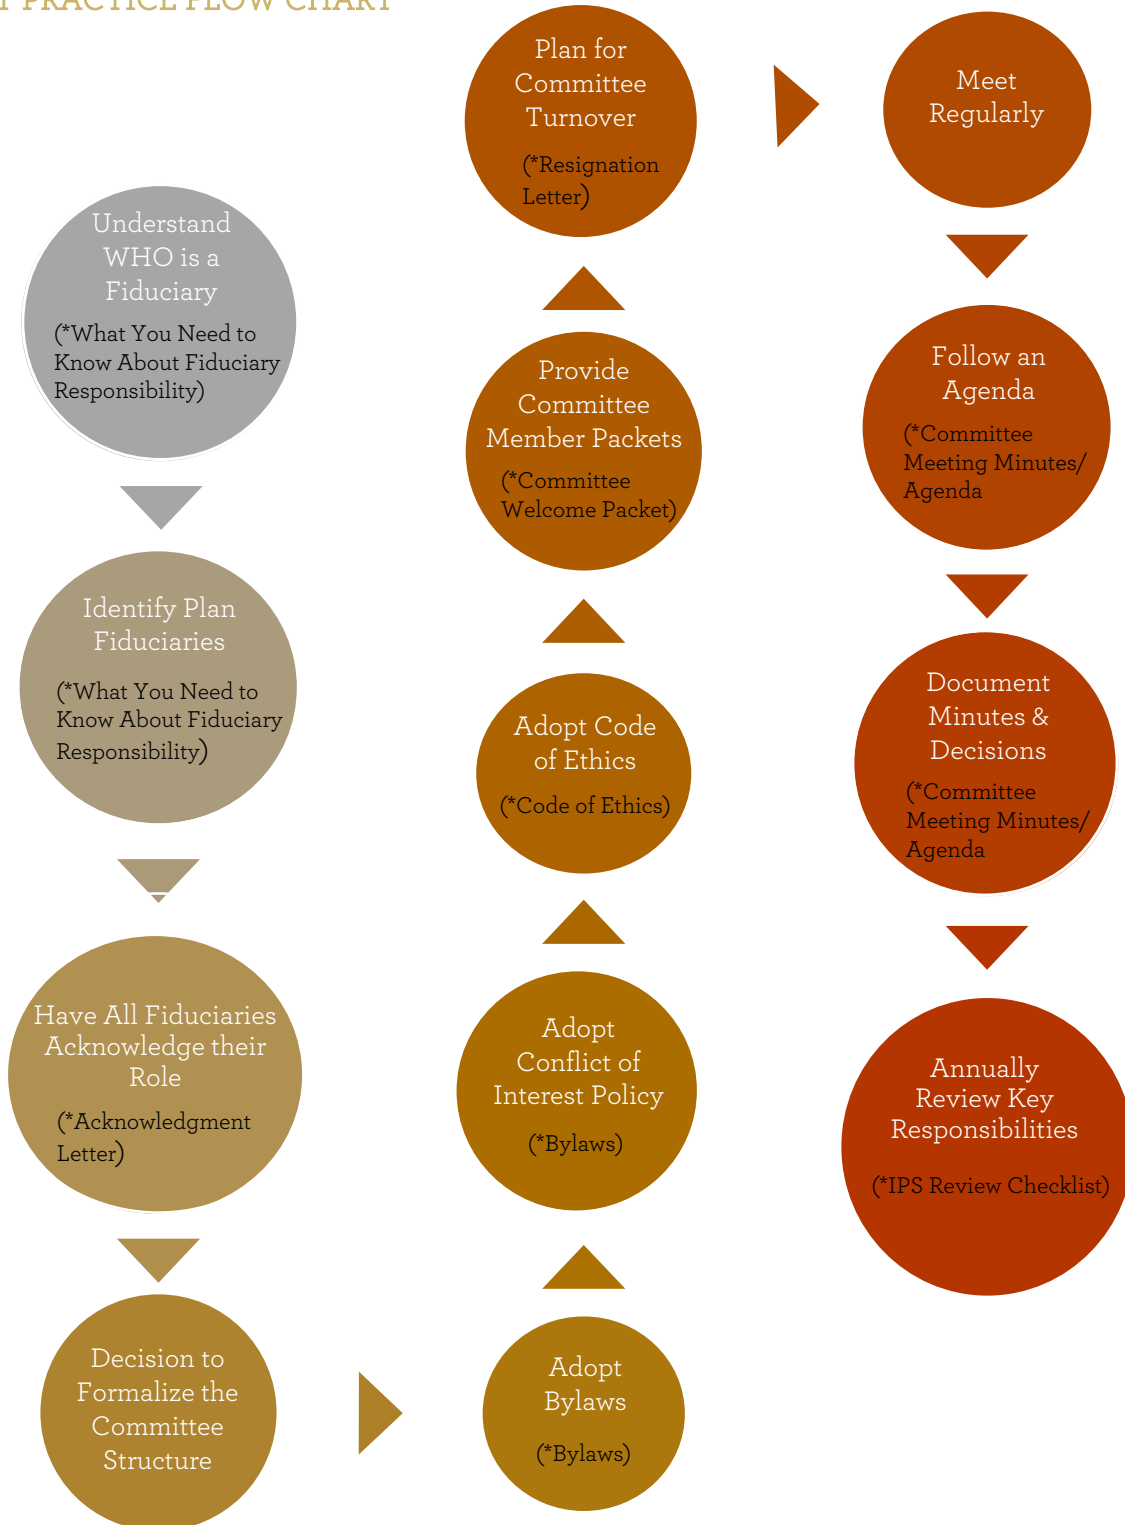 PRACTICE FLOW CHART
Understand
WHO is a
Fiduciary
(*What You Need to
Know About Fiduciary
Responsibility)
Identify Plan
Fiduciaries
(*What You Need to
Know About Fiduciary
Responsibility)
Have All Fiduciaries
Acknowledge their
Role
(*Acknowledgment
Letter)
Decision to
Formalize the
Committee
Structure
Adopt
Bylaws
(*Bylaws)
Adopt
Conflict of
Interest Policy
(*Bylaws)
Adopt Code
of Ethics
(*Code of Ethics)
Provide
Committee
Member Packets
(*Committee
Welcome Packet)
Plan for
Committee
Turnover
(*Resignation
Letter)
Meet
Regularly
Follow an
Agenda
(*Committee
Meeting Minutes/
Agenda
Document
Minutes &
Decisions
(*Committee
Meeting Minutes/
Agenda
Annually
Review Key
Responsibilities
(*IPS Review Checklist)